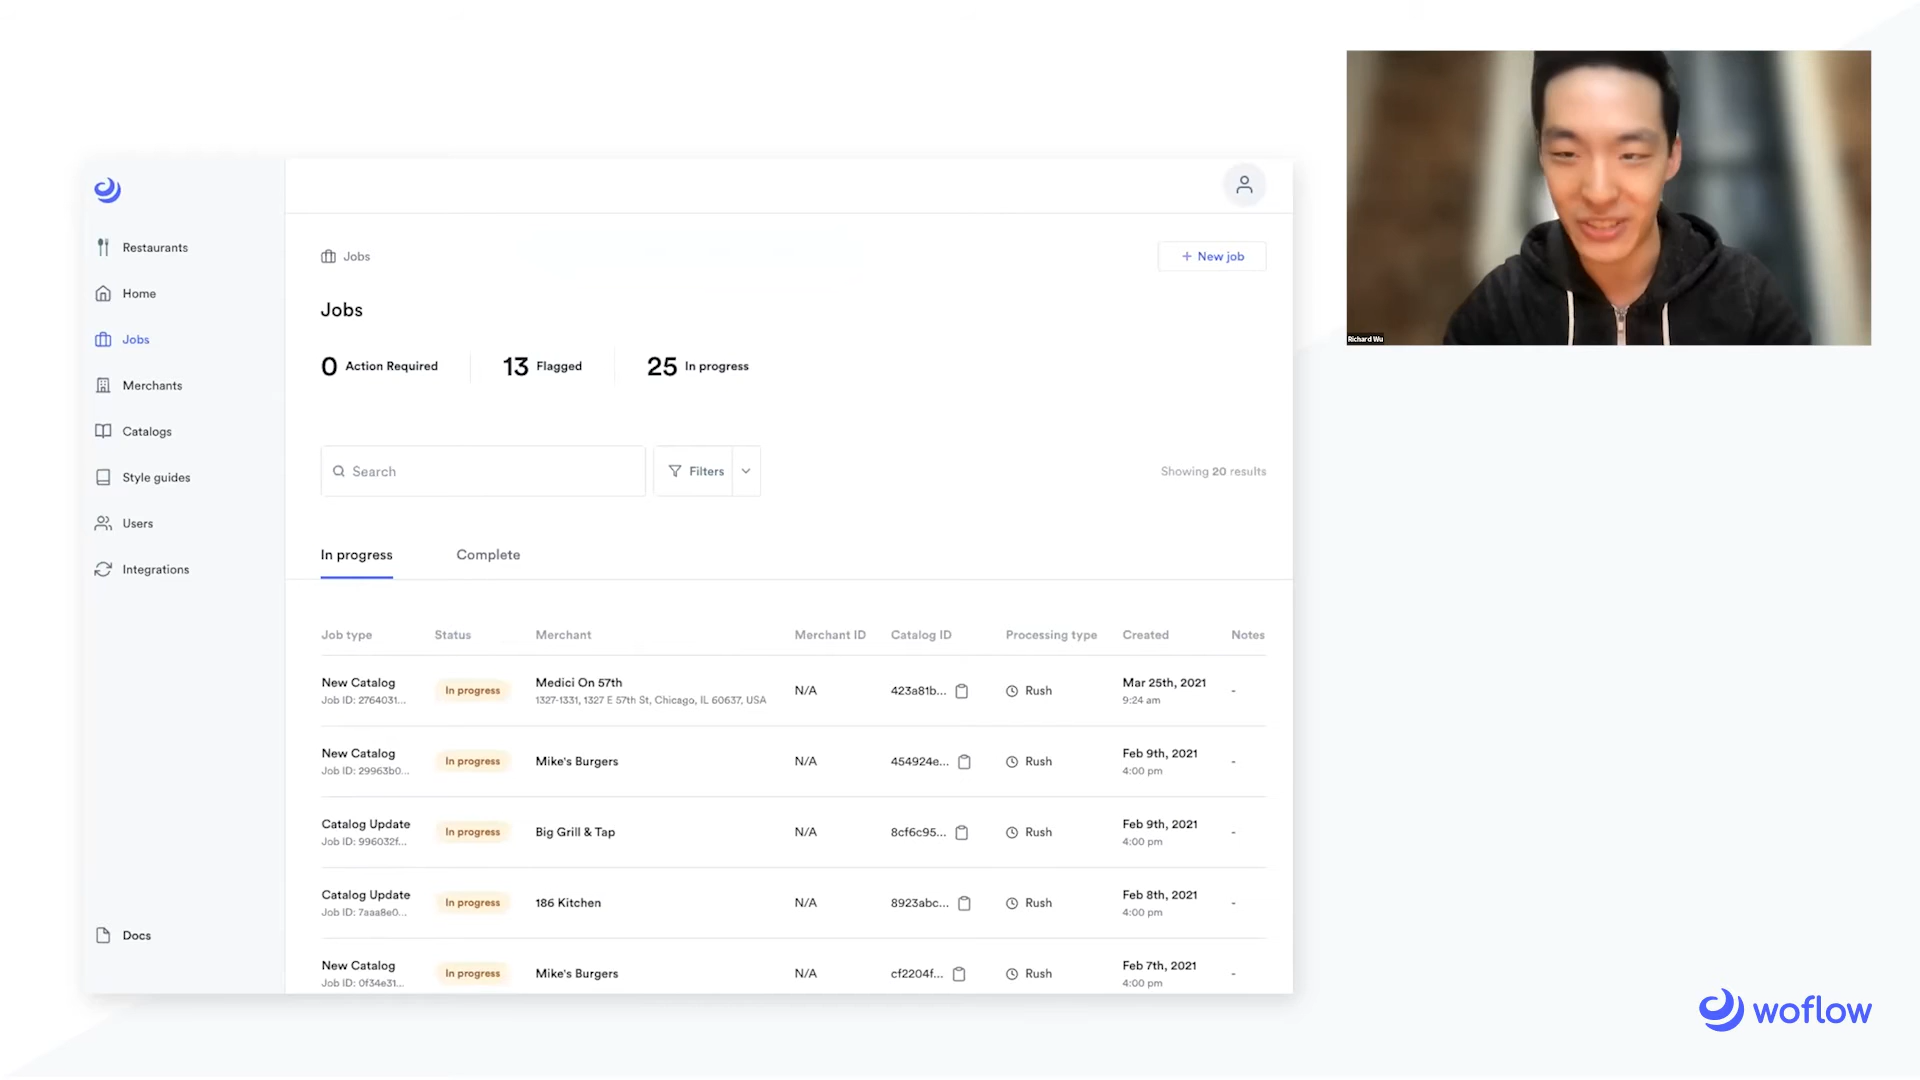 Restaurants
Home
Jobs
Merchants
Catalogs
Style guides
Users
Integrations
Docs
Jobs
+ New job
Jobs
0 Action Required
13 Flagged
25 In progress
Search
Filters
Showing 20 results
In progress
Complete
Job type Status Merchant Merchant ID Catalog ID Processing type Created Notes
New Catalog In progress Medici On 57th N/A 423a81b... Rush Mar 25th, 2021 -
Job ID: 2764031... 1327-1331, 1327 E 57th St, Chicago, IL 60637, USA 9:24 am
New Catalog In progress Mike's Burgers N/A 454924e... Rush Feb 9th, 2021 -
Job ID: 29963b0... 4:00 pm
Catalog Update In progress Big Grill & Tap N/A 8cf6c95... Rush Feb 9th, 2021 -
Job ID: 996032f... 4:00 pm
Catalog Update In progress 186 Kitchen N/A 8923abc... Rush Feb 8th, 2021 -
Job ID: 7aaa8e0... 4:00 pm
New Catalog In progress Mike's Burgers N/A cf2204f... Rush Feb 7th, 2021 -
Job ID: 0f34e31... 4:00 pm
Richard Wu
woflow